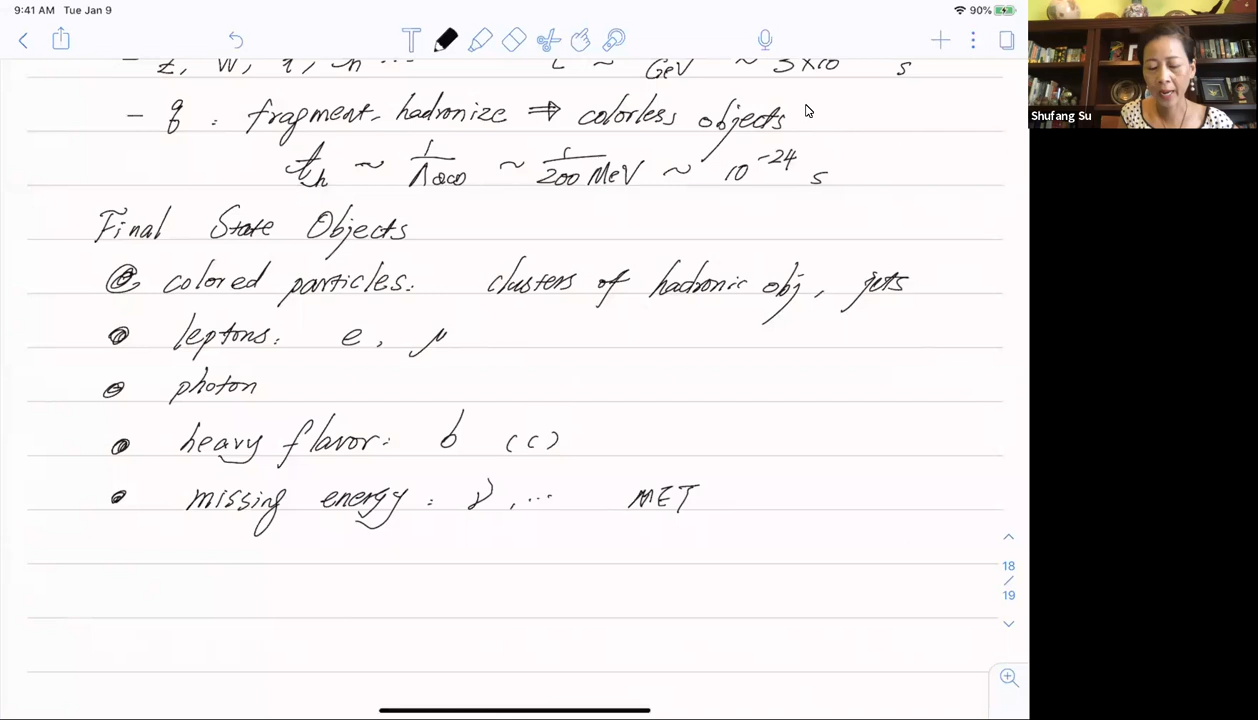 9:41 AM Tue Jan 9
90%
- Z, W, t, h ...
GeV ~ 3×10 s
Shufang Su
- q : fragment, hadronize ⇒ colorless objects
t_h ~ 1/Λ_QCD ~ 1/200 MeV ~ 10^-24 s
Final State Objects
colored particles: clusters of hadronic obj, jets
• leptons: e, μ
• photon
• heavy flavor: b (c)
• missing energy: ν, ... MET
18
/
19